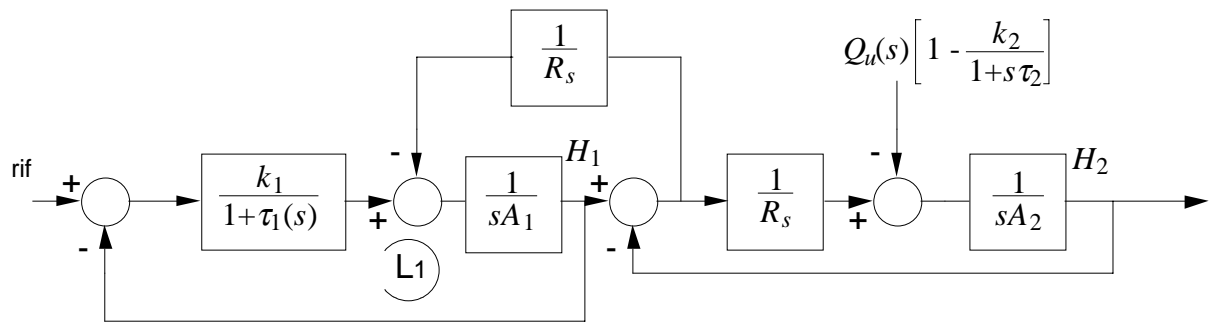 1
R_s
Q_u(s)[1 - k_2/(1+sτ_2)]
rif
+
-
k_1
1+τ_1(s)
-
+
1
sA_1
H_1
+
-
1
R_s
-
+
1
sA_2
H_2
L1